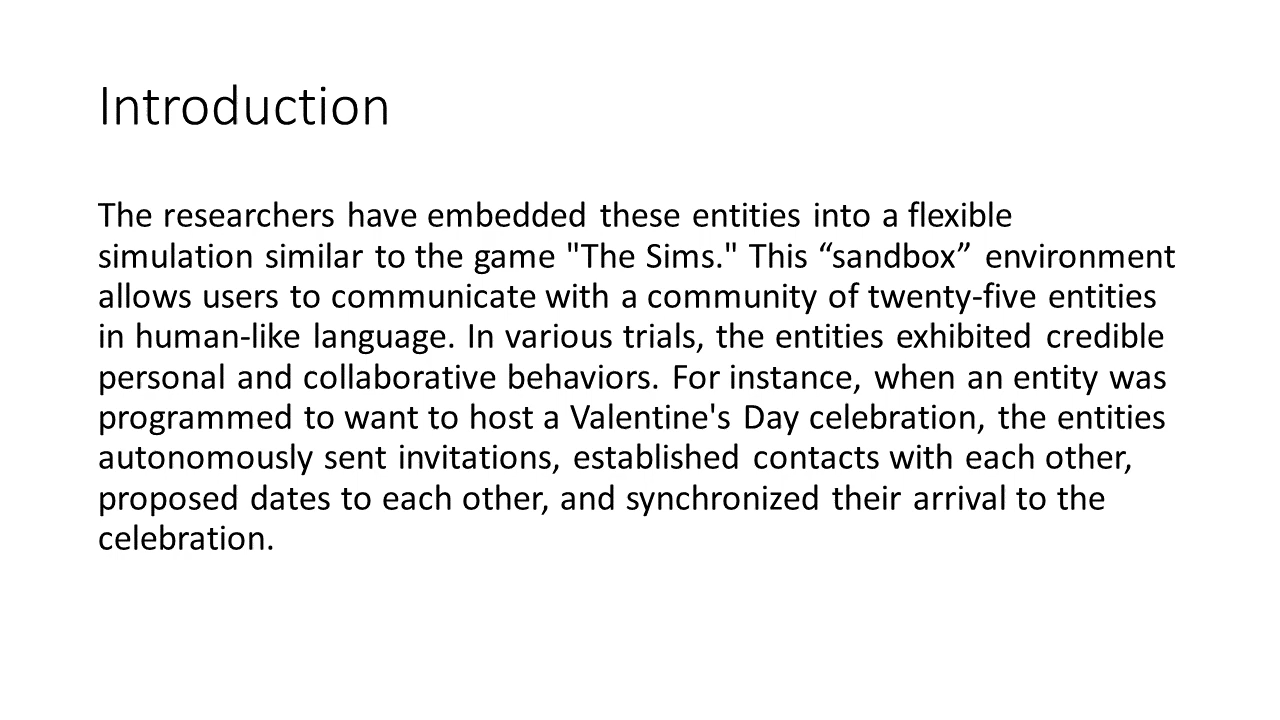 Introduction
The researchers have embedded these entities into a flexible
simulation similar to the game "The Sims." This “sandbox” environment
allows users to communicate with a community of twenty-five entities
in human-like language. In various trials, the entities exhibited credible
personal and collaborative behaviors. For instance, when an entity was
programmed to want to host a Valentine's Day celebration, the entities
autonomously sent invitations, established contacts with each other,
proposed dates to each other, and synchronized their arrival to the
celebration.